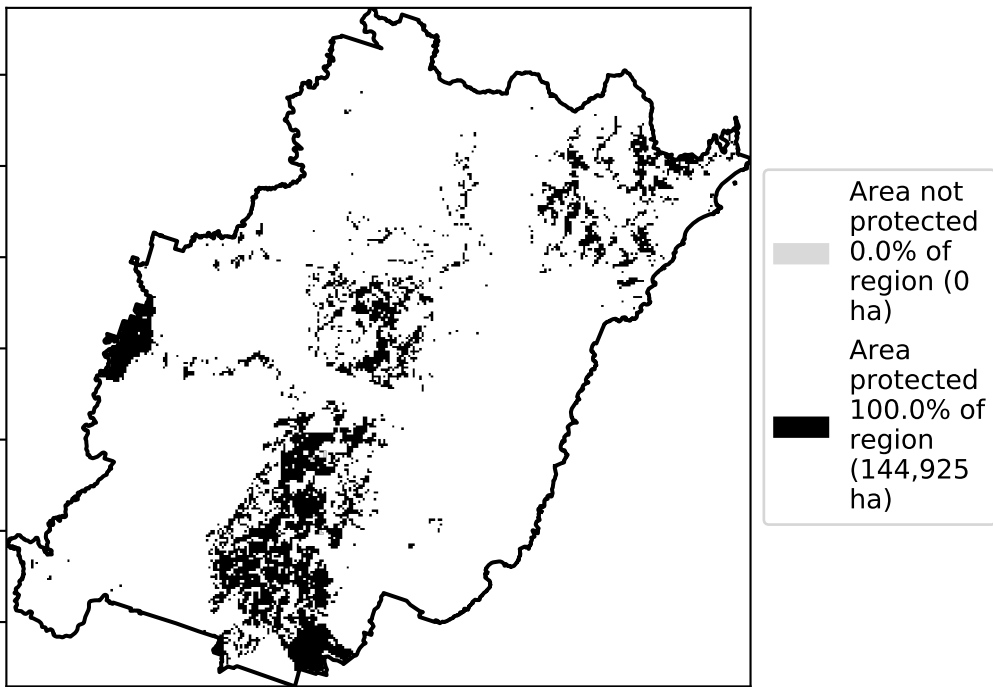 Area not
protected
0.0% of
region (0
ha)
Area
protected
100.0% of
region
(144,925
ha)